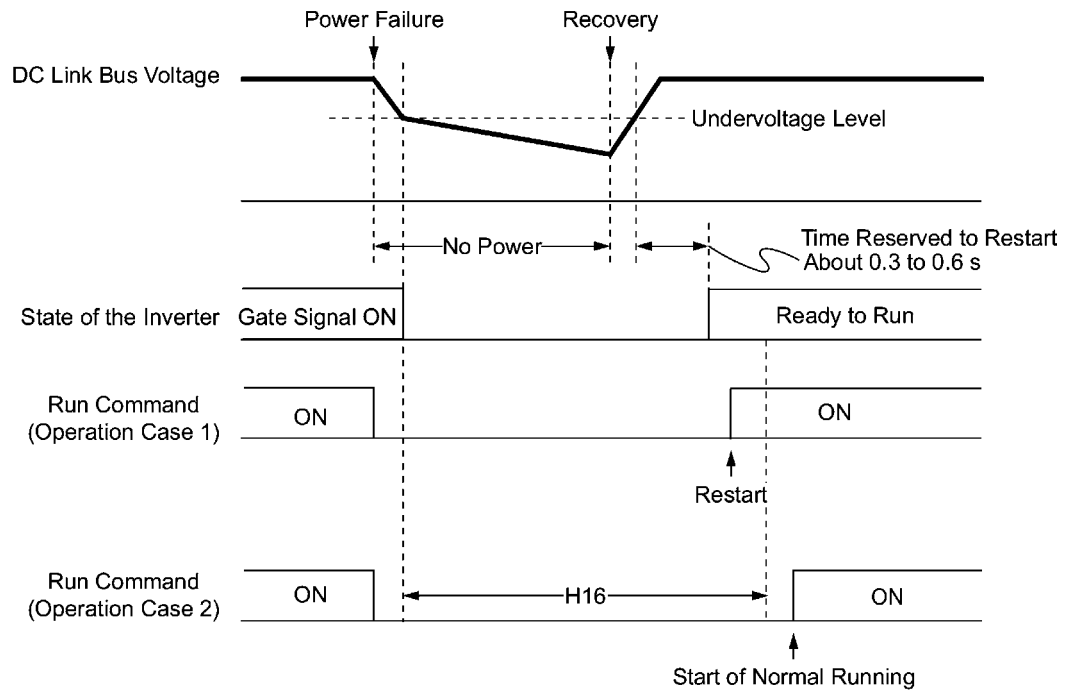 Power Failure
Recovery
DC Link Bus Voltage
Undervoltage Level
No Power
Time Reserved to Restart
About 0.3 to 0.6 s
State of the Inverter
Gate Signal ON
Ready to Run
Run Command
(Operation Case 1)
ON
ON
Restart
Run Command
(Operation Case 2)
ON
H16
ON
Start of Normal Running